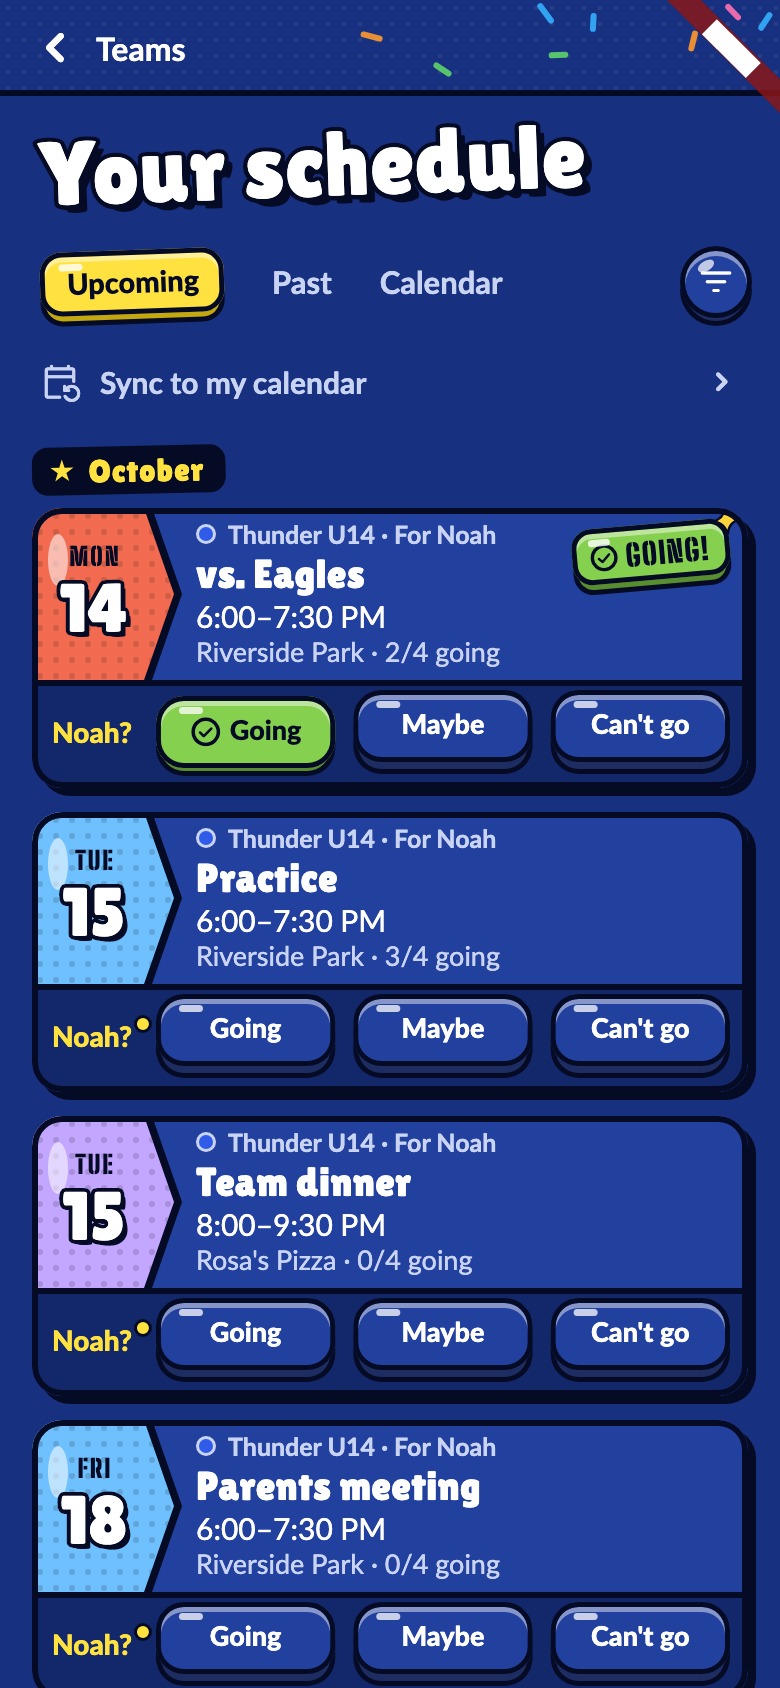 Teams
Your schedule
Upcoming Past Calendar
Sync to my calendar
★ October
MON
14
Thunder U14 · For Noah
vs. Eagles
6:00–7:30 PM
Riverside Park · 2/4 going
GOING!
Noah? Going Maybe Can't go
TUE
15
Thunder U14 · For Noah
Practice
6:00–7:30 PM
Riverside Park · 3/4 going
Noah? Going Maybe Can't go
TUE
15
Thunder U14 · For Noah
Team dinner
8:00–9:30 PM
Rosa's Pizza · 0/4 going
Noah? Going Maybe Can't go
FRI
18
Thunder U14 · For Noah
Parents meeting
6:00–7:30 PM
Riverside Park · 0/4 going
Noah? Going Maybe Can't go